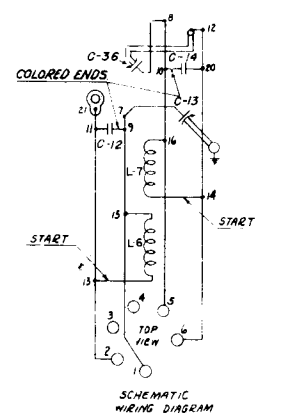 8
12
C-36
10
C-14
20
COLORED ENDS
C-13
21
7
11
9
C-12
16
L-7
14
START
15
START
L-6
13
4
5
3
TOP
VIEW
6
2
1
SCHEMATIC
WIRING DIAGRAM